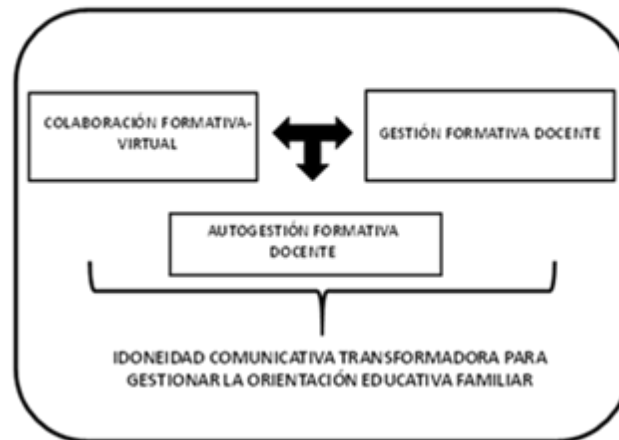 COLABORACIÓN FORMATIVA-
VIRTUAL
GESTIÓN FORMATIVA DOCENTE
AUTOGESTIÓN FORMATIVA
DOCENTE
IDONEIDAD COMUNICATIVA TRANSFORMADORA PARA
GESTIONAR LA ORIENTACIÓN EDUCATIVA FAMILIAR